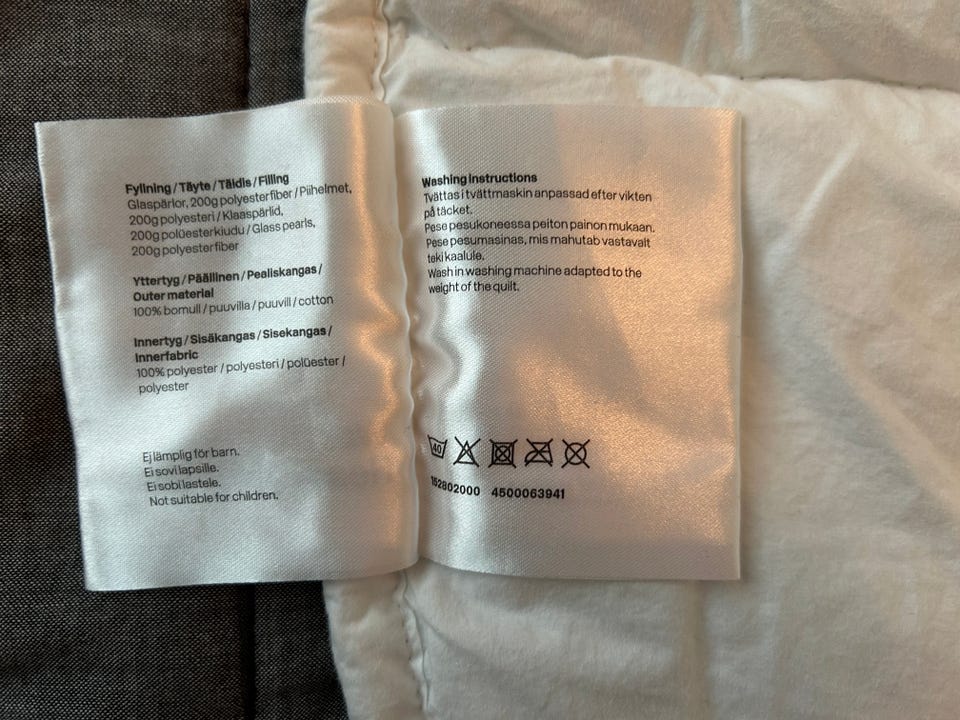 Fyllning / Täyte / Täidis / Filling
Glaspärlor, 200g polyesterfiber / Piihelmet,
200g polyesteri / Klaaspärlid,
200g polüesterkiudu / Glass pearls,
200g polyesterfiber
Yttertyg / Päällinen / Pealiskangas /
Outer material
100% bomull / puuvilla / puuvill / cotton
Innertyg / Sisäkangas / Sisekangas /
Innerfabric
100% polyester / polyesteri / polüester /
polyester
Ej lämplig för barn.
Ei sovi lapsille.
Ei sobi lastele.
Not suitable for children.
Washing instructions
Tvättas i tvättmaskin anpassad efter vikten
på täcket.
Pese pesukoneessa peiton painon mukaan.
Pese pesumasinas, mis mahutab vastavalt
teki kaalule.
Wash in washing machine adapted to the
weight of the quilt.
40
152802000 4500063941